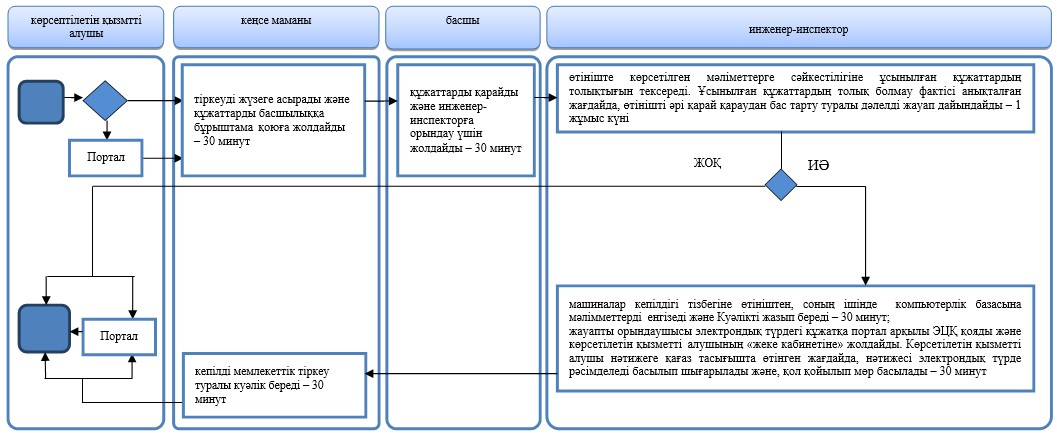 көрсептілетін қызмтті
алушы
кеңсе маманы
басшы
инженер-инспектор
тіркеуді жүзеге асырады және
құжаттарды басшылыққа
бұрыштама қоюға жолдайды
– 30 минут
құжаттарды қарайды
және инженер-
инспекторға
орындау үшін
жолдайды – 30 минут
өтініште көрсетілген мәліметтерге сәйкестілігіне ұсынылған құжаттардың
толықтығын тексереді. Ұсынылған құжаттардың толық болмау фактісі анықталған
жағдайда, өтінішті әрі қарай қараудан бас тарту туралы дәлелді жауап дайындайды – 1
жұмыс күні
Портал
ЖОҚ
ИӘ
машиналар кепілдігі тізбегіне өтініштен, соның ішінде компьютерлік базасына
мәлімметтерді енгізеді және Куәлікті жазып береді – 30 минут;
жауапты орындаушысы электрондық түрдегі құжатқа портал арқылы ЭЦҚ қояды және
көрсетілетін қызметті алушының «жеке кабинетіне» жолдайды. Көрсетілетін қызметті
алушы нәтижеге қағаз тасығышта өтінген жағдайда, нәтижесі электрондық түрде
рәсімделеді басылып шығарылады және, қол қойылып мөр басылады – 30 минут
Портал
кепілді мемлекеттік тіркеу
туралы куәлік береді – 30
минут